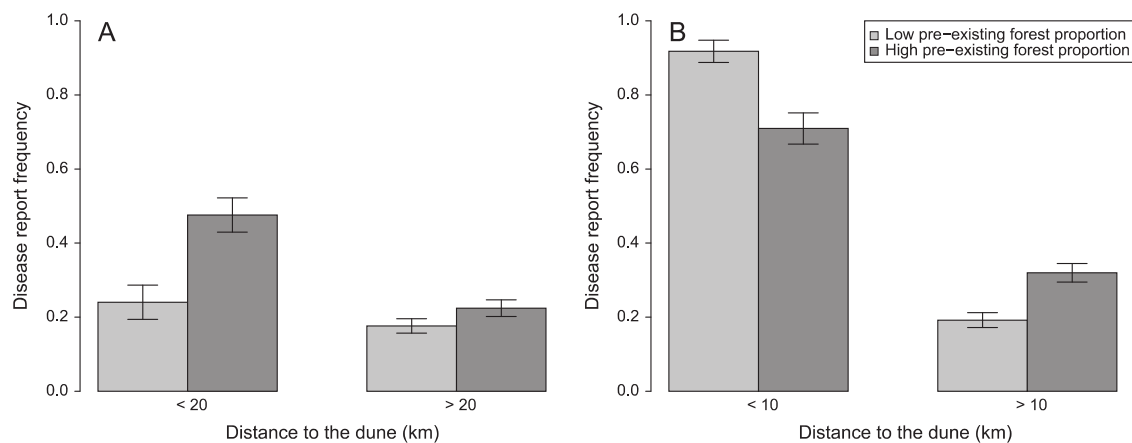 A
Disease report frequency
1.0
0.8
0.6
0.4
0.2
0.0
< 20
> 20
Distance to the dune (km)
B
Low pre−existing forest proportion
High pre−existing forest proportion
Disease report frequency
1.0
0.8
0.6
0.4
0.2
0.0
< 10
> 10
Distance to the dune (km)